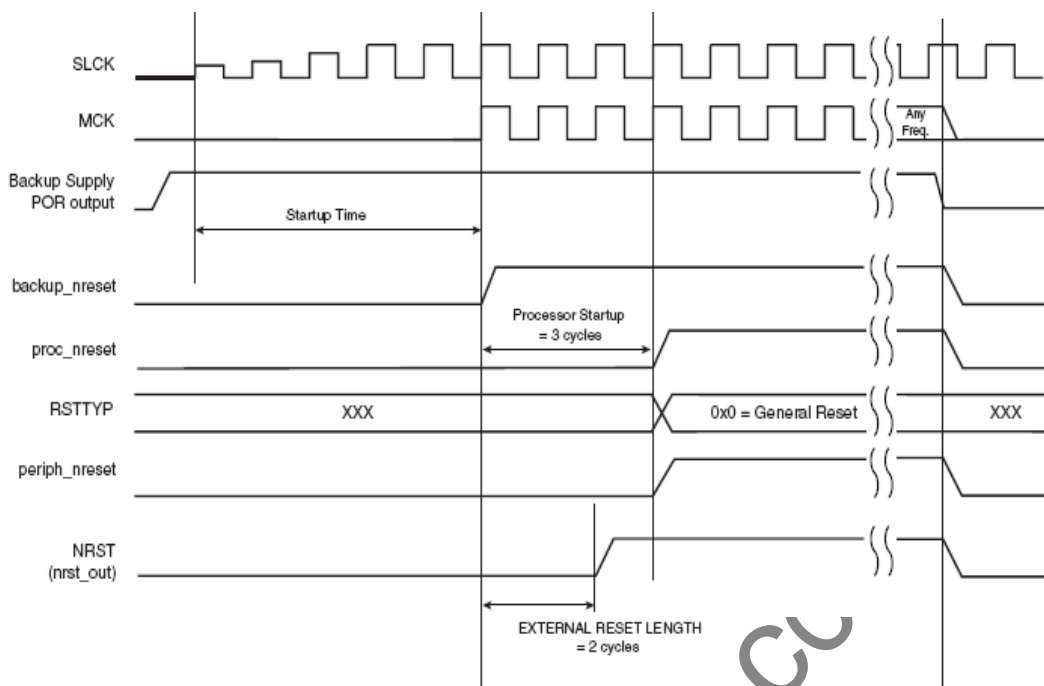 SLCK
MCK
Any
Freq.
Backup Supply
POR output
Startup Time
backup_nreset
Processor Startup
= 3 cycles
proc_nreset
RSTTYP
XXX
0x0 = General Reset
XXX
periph_nreset
NRST
(nrst_out)
EXTERNAL RESET LENGTH
= 2 cycles